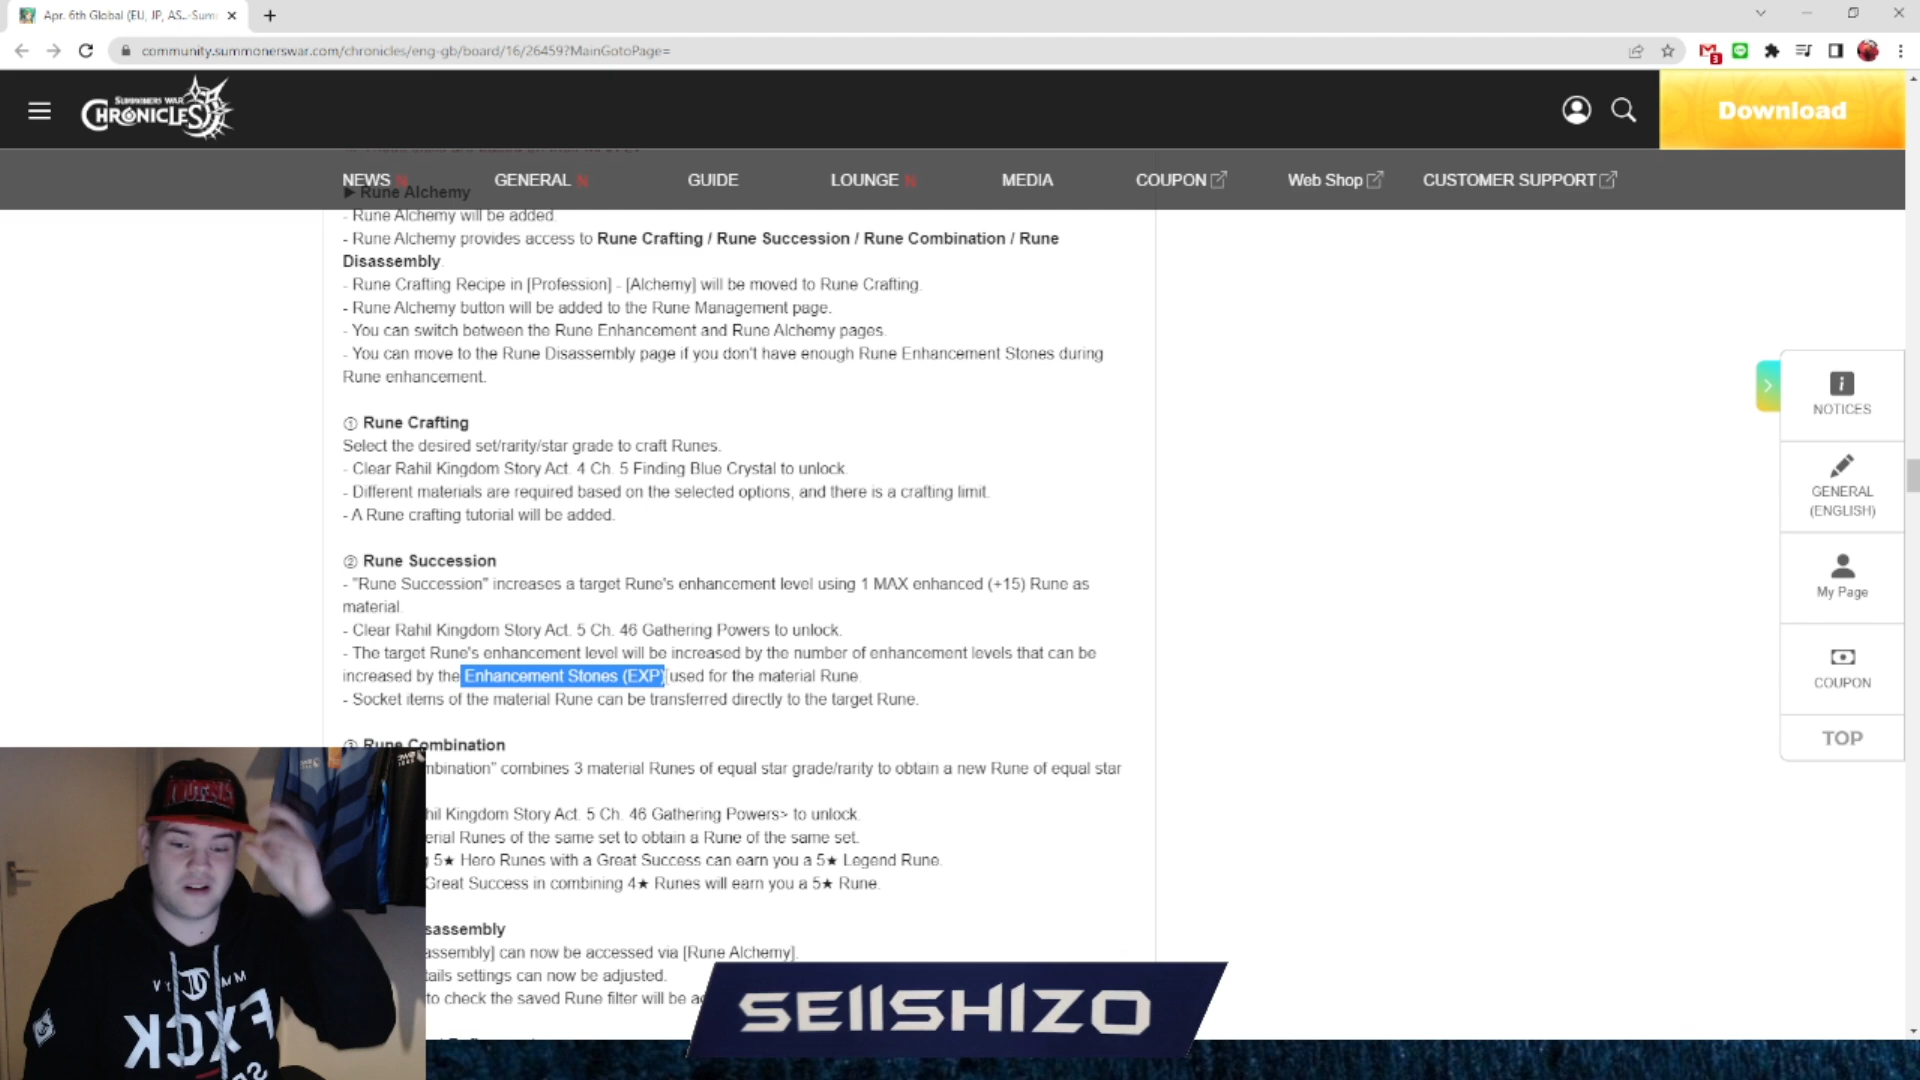 Apr. 6th Global (EU, JP, AS...-Sum
community.summonerswar.com/chronicles/eng-gb/board/16/26459?MainGotoPage=
3
SUMMONERS WAR
CHRONICLES
Download
NEWS N
GENERAL N
GUIDE
LOUNGE N
MEDIA
COUPON
Web Shop
CUSTOMER SUPPORT
▶ Rune Alchemy
- Rune Alchemy will be added.
- Rune Alchemy provides access to Rune Crafting / Rune Succession / Rune Combination / Rune
Disassembly.
- Rune Crafting Recipe in [Profession] - [Alchemy] will be moved to Rune Crafting.
- Rune Alchemy button will be added to the Rune Management page.
- You can switch between the Rune Enhancement and Rune Alchemy pages.
- You can move to the Rune Disassembly page if you don't have enough Rune Enhancement Stones during
Rune enhancement.
① Rune Crafting
Select the desired set/rarity/star grade to craft Runes.
- Clear Rahil Kingdom Story Act. 4 Ch. 5 Finding Blue Crystal to unlock.
- Different materials are required based on the selected options, and there is a crafting limit.
- A Rune crafting tutorial will be added.
② Rune Succession
- "Rune Succession" increases a target Rune's enhancement level using 1 MAX enhanced (+15) Rune as
material.
- Clear Rahil Kingdom Story Act. 5 Ch. 46 Gathering Powers to unlock.
- The target Rune's enhancement level will be increased by the number of enhancement levels that can be
increased by the Enhancement Stones (EXP) used for the material Rune.
- Socket items of the material Rune can be transferred directly to the target Rune.
③ Rune Combination
mbination" combines 3 material Runes of equal star grade/rarity to obtain a new Rune of equal star
hil Kingdom Story Act. 5 Ch. 46 Gathering Powers> to unlock.
erial Runes of the same set to obtain a Rune of the same set.
5★ Hero Runes with a Great Success can earn you a 5★ Legend Rune.
Great Success in combining 4★ Runes will earn you a 5★ Rune.
sassembly
assembly] can now be accessed via [Rune Alchemy].
tails settings can now be adjusted.
to check the saved Rune filter will be a
NOTICES
GENERAL
(ENGLISH)
My Page
COUPON
TOP
SEIISHIZO